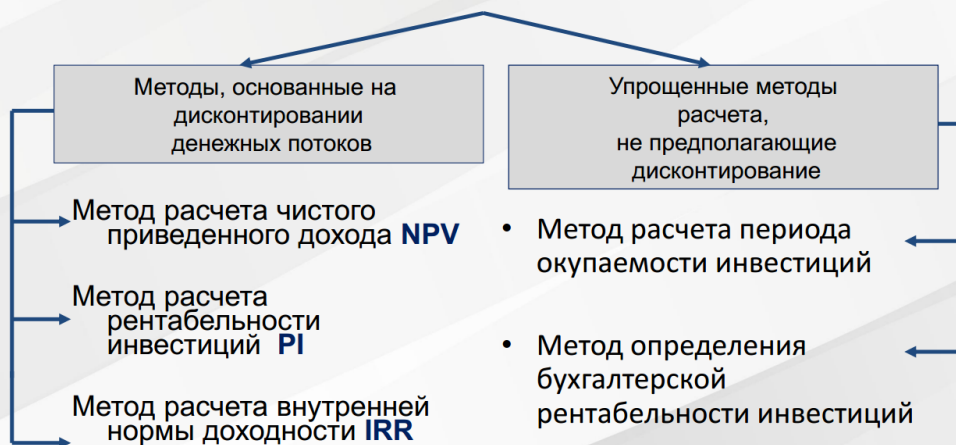 Методы, основанные на
дисконтировании
денежных потоков
Упрощенные методы
расчета,
не предполагающие
дисконтирование
Метод расчета чистого
приведенного дохода NPV
Метод расчета
рентабельности
инвестиций PI
Метод расчета внутренней
нормы доходности IRR
• Метод расчета периода
окупаемости инвестиций
• Метод определения
бухгалтерской
рентабельности инвестиций